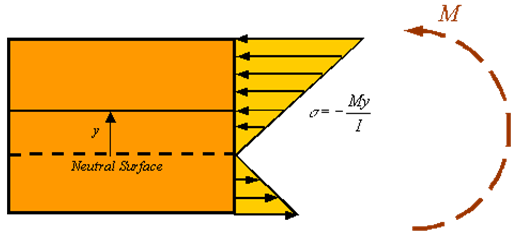 M
σ = - My/I
y
Neutral Surface